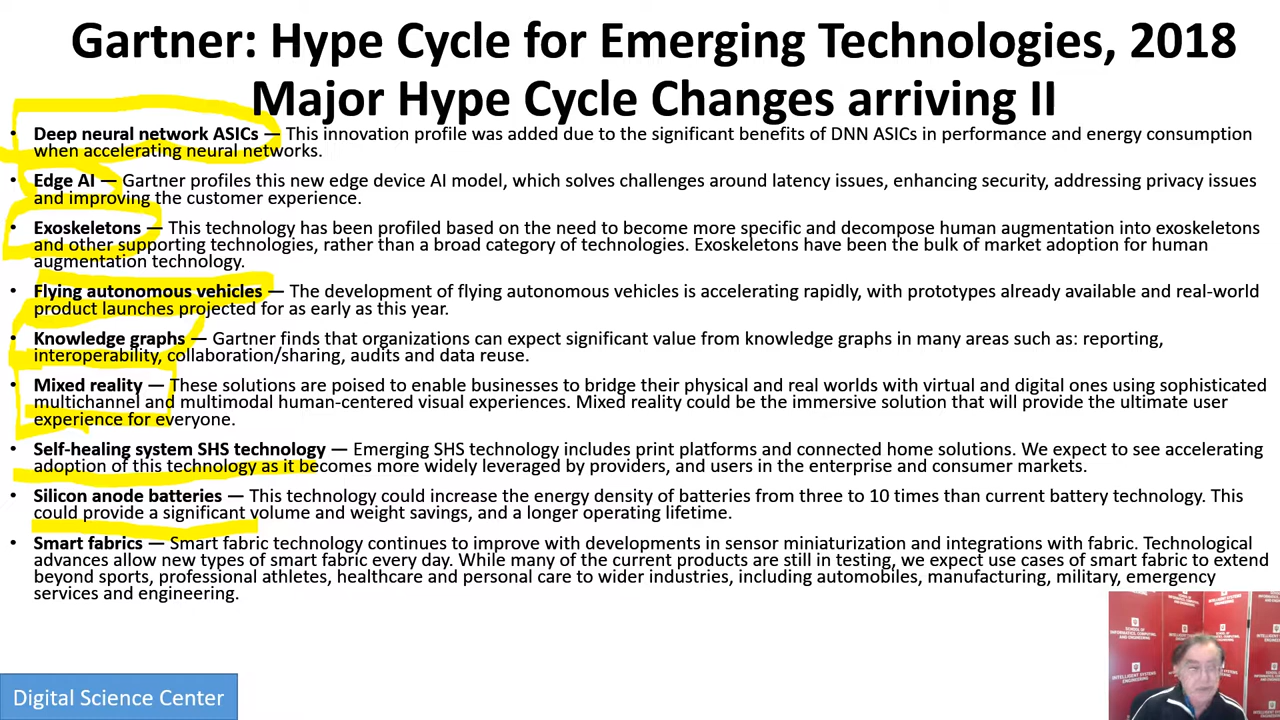 Gartner: Hype Cycle for Emerging Technologies, 2018
Major Hype Cycle Changes arriving II
• Deep neural network ASICs — This innovation profile was added due to the significant benefits of DNN ASICs in performance and energy consumption
when accelerating neural networks.
• Edge AI — Gartner profiles this new edge device AI model, which solves challenges around latency issues, enhancing security, addressing privacy issues
and improving the customer experience.
• Exoskeletons — This technology has been profiled based on the need to become more specific and decompose human augmentation into exoskeletons
and other supporting technologies, rather than a broad category of technologies. Exoskeletons have been the bulk of market adoption for human
augmentation technology.
• Flying autonomous vehicles — The development of flying autonomous vehicles is accelerating rapidly, with prototypes already available and real-world
product launches projected for as early as this year.
• Knowledge graphs — Gartner finds that organizations can expect significant value from knowledge graphs in many areas such as: reporting,
interoperability, collaboration/sharing, audits and data reuse.
• Mixed reality — These solutions are poised to enable businesses to bridge their physical and real worlds with virtual and digital ones using sophisticated
multichannel and multimodal human-centered visual experiences. Mixed reality could be the immersive solution that will provide the ultimate user
experience for everyone.
• Self-healing system SHS technology — Emerging SHS technology includes print platforms and connected home solutions. We expect to see accelerating
adoption of this technology as it becomes more widely leveraged by providers, and users in the enterprise and consumer markets.
• Silicon anode batteries — This technology could increase the energy density of batteries from three to 10 times than current battery technology. This
could provide a significant volume and weight savings, and a longer operating lifetime.
• Smart fabrics — Smart fabric technology continues to improve with developments in sensor miniaturization and integrations with fabric. Technological
advances allow new types of smart fabric every day. While many of the current products are still in testing, we expect use cases of smart fabric to extend
beyond sports, professional athletes, healthcare and personal care to wider industries, including automobiles, manufacturing, military, emergency
services and engineering.
Digital Science Center
SCHOOL OF
INFORMATICS, COMPUTING,
AND ENGINEERING
INTELLIGENT SYSTEMS
ENGINEERING